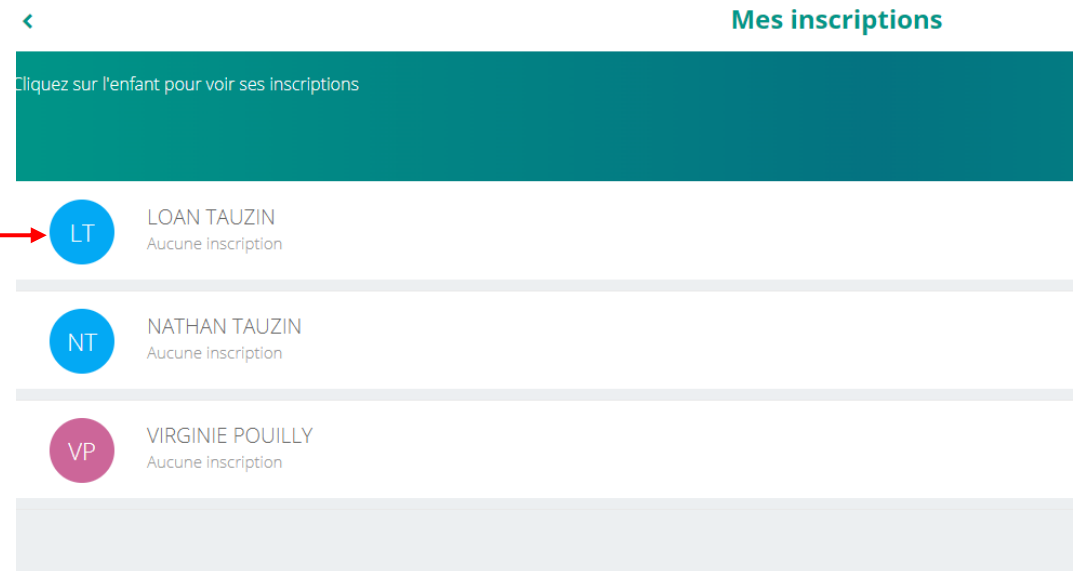 Mes inscriptions
Cliquez sur l'enfant pour voir ses inscriptions
LT
LOAN TAUZIN
Aucune inscription
NT
NATHAN TAUZIN
Aucune inscription
VP
VIRGINIE POUILLY
Aucune inscription